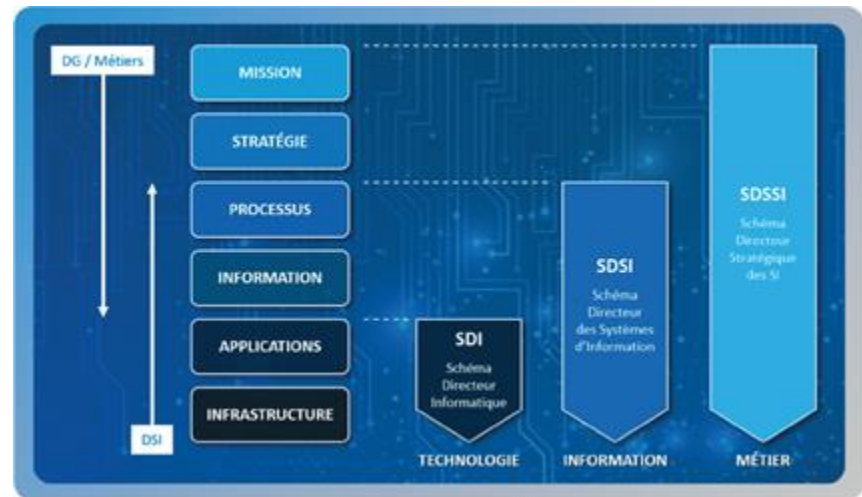 DG / Métiers
MISSION
STRATÉGIE
PROCESSUS
INFORMATION
APPLICATIONS
INFRASTRUCTURE
DSI
SDI
Schéma
Directeur
Informatique
TECHNOLOGIE
SDSI
Schéma
Directeur
des Systèmes
d'Information
INFORMATION
SDSSI
Schéma
Directeur
Stratégique
des SI
MÉTIER